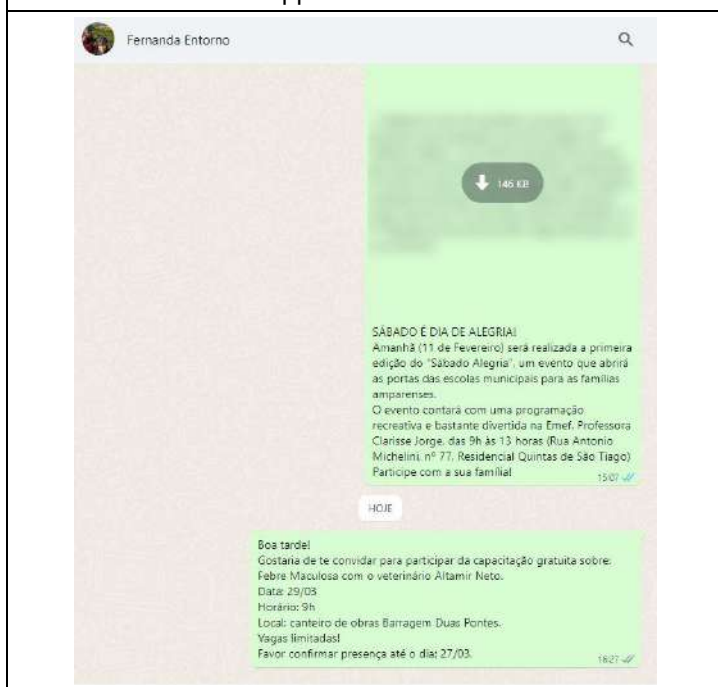 Fernanda Entorno
146 KB
SÁBADO É DIA DE ALEGRIA!
Amanhã (11 de Fevereiro) será realizada a primeira
edição do "Sábado Alegria", um evento que abrirá
as portas das escolas municipais para as famílias
amparenses.
O evento contará com uma programação
recreativa e bastante divertida na Emef. Professora
Clarisse Jorge, das 9h às 13 horas (Rua Antonio
Michelini, nº 77, Residencial Quintas de São Tiago)
Participe com a sua família!
15:07
HOJE
Boa tarde!
Gostaria de te convidar para participar da capacitação gratuita sobre:
Febre Maculosa com o veterinário Altamir Neto.
Data: 29/03
Horário: 9h
Local: canteiro de obras Barragem Duas Pontes.
Vagas limitadas!
Favor confirmar presença até o dia: 27/03.
16:27